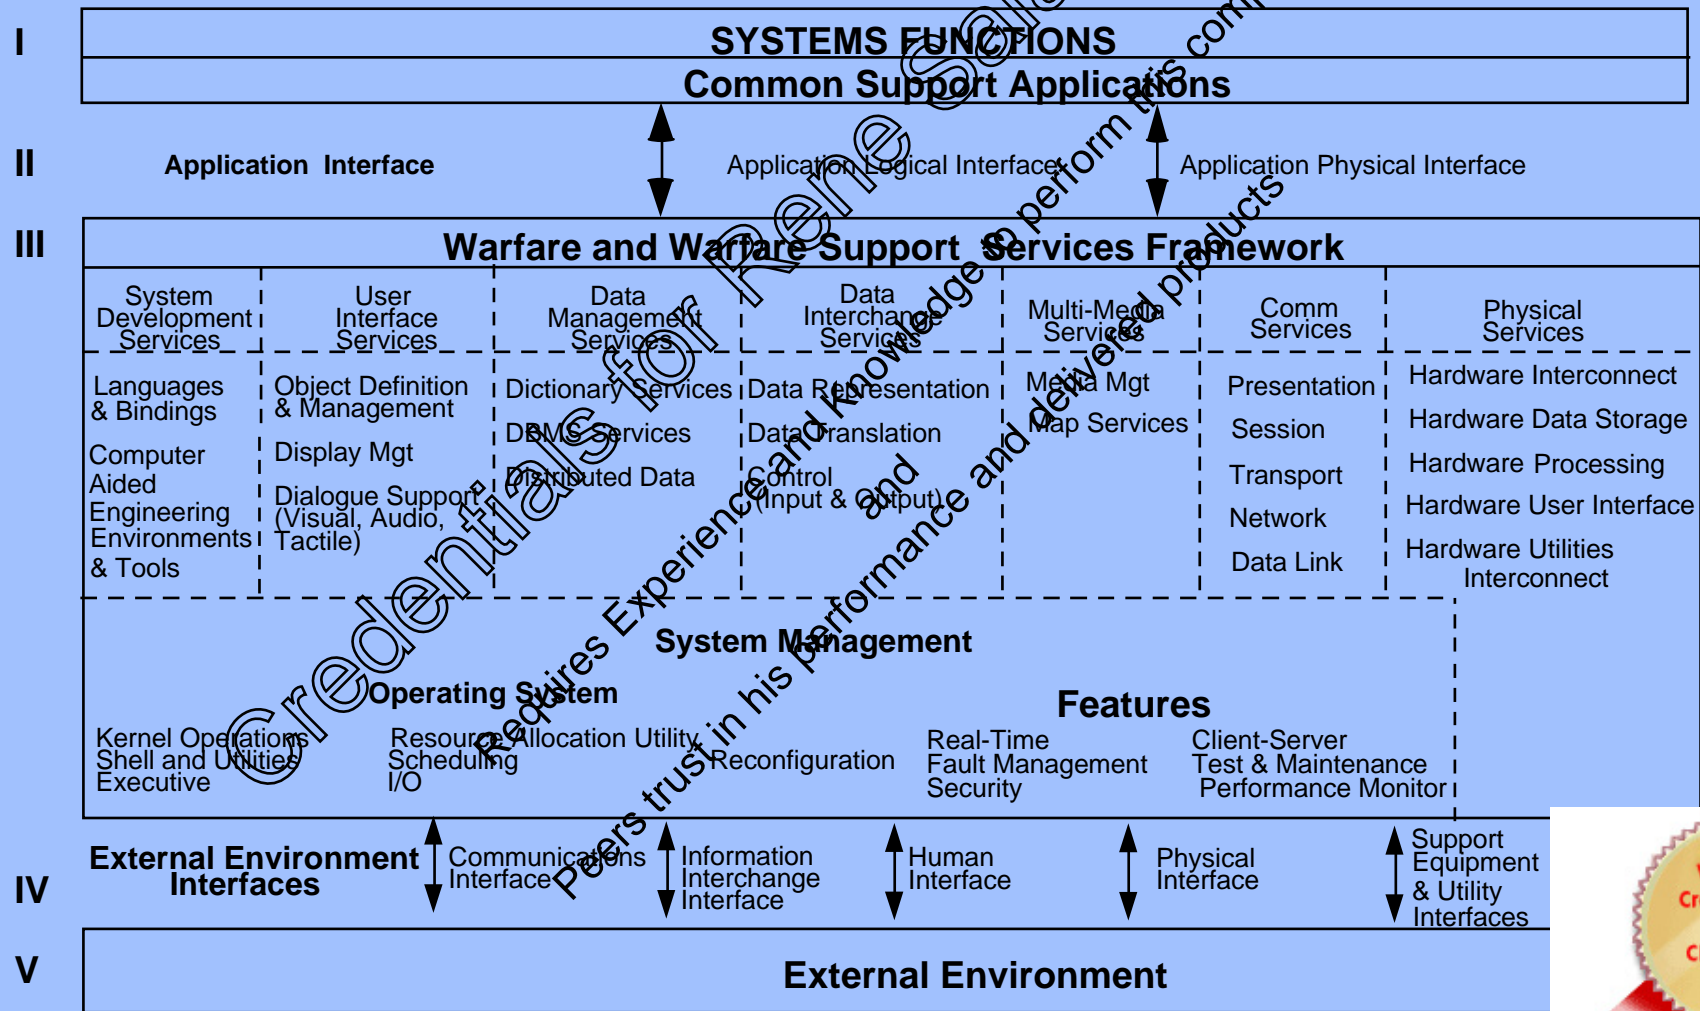 I
SYSTEMS FUNCTIONS
Common Support Applications
II
Application Interface
Application Logical Interface
Application Physical Interface
III
Warfare and Warfare Support Services Framework
System
Development
Services
User
Interface
Services
Data
Management
Services
Data
Interchange
Services
Multi-Media
Services
Comm
Services
Physical
Services
Languages
& Bindings
Computer
Aided
Engineering
Environments
& Tools
Object Definition
& Management
Display Mgt
Dialogue Support
(Visual, Audio,
Tactile)
Dictionary Services
DBMS Services
Distributed Data
Data Representation
Data Translation
Control
(Input & Output)
Media Mgt
Map Services
Presentation
Session
Transport
Network
Data Link
Hardware Interconnect
Hardware Data Storage
Hardware Processing
Hardware User Interface
Hardware Utilities
Interconnect
System Management
Operating System
Features
Kernel Operations
Shell and Utilities
Executive
Resource Allocation Utility
Scheduling
I/O
Reconfiguration
Real-Time
Fault Management
Security
Client-Server
Test & Maintenance
Performance Monitor
IV
External Environment
Interfaces
Communications
Interface
Information
Interchange
Interface
Human
Interface
Physical
Interface
Support
Equipment
& Utility
Interfaces
V
External Environment
Credentials for Rene
Requires Experience and Knowledge to perform this
and
Peers trust in his performance and delivered products